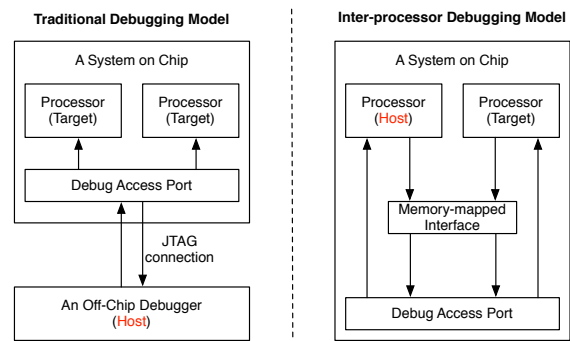 Traditional Debugging Model
A System on Chip
Processor
(Target)
Processor
(Target)
Debug Access Port
JTAG
connection
An Off-Chip Debugger
(Host)
Inter-processor Debugging Model
A System on Chip
Processor
(Host)
Processor
(Target)
Memory-mapped
Interface
Debug Access Port